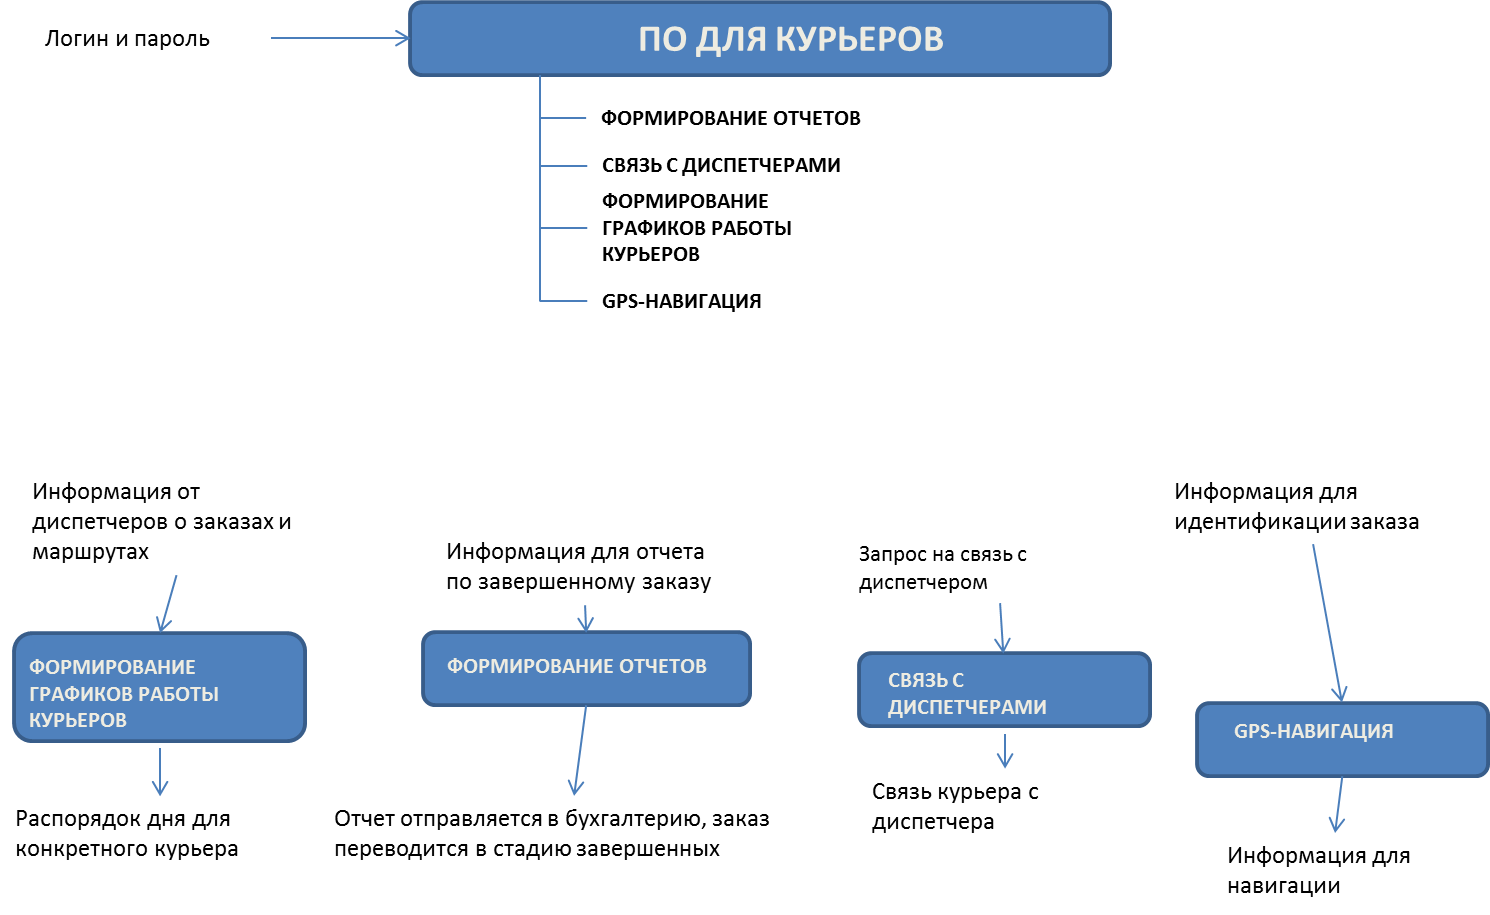 Логин и пароль
ПО ДЛЯ КУРЬЕРОВ
ФОРМИРОВАНИЕ ОТЧЕТОВ
СВЯЗЬ С ДИСПЕТЧЕРАМИ
ФОРМИРОВАНИЕ
ГРАФИКОВ РАБОТЫ
КУРЬЕРОВ
GPS-НАВИГАЦИЯ
Информация от
диспетчеров о заказах и
маршрутах
ФОРМИРОВАНИЕ
ГРАФИКОВ РАБОТЫ
КУРЬЕРОВ
Распорядок дня для
конкретного курьера
Информация для отчета
по завершенному заказу
ФОРМИРОВАНИЕ ОТЧЕТОВ
Отчет отправляется в бухгалтерию, заказ
переводится в стадию завершенных
Запрос на связь с
диспетчером
СВЯЗЬ С
ДИСПЕТЧЕРАМИ
Связь курьера с
диспетчера
Информация для
идентификации заказа
GPS-НАВИГАЦИЯ
Информация для
навигации